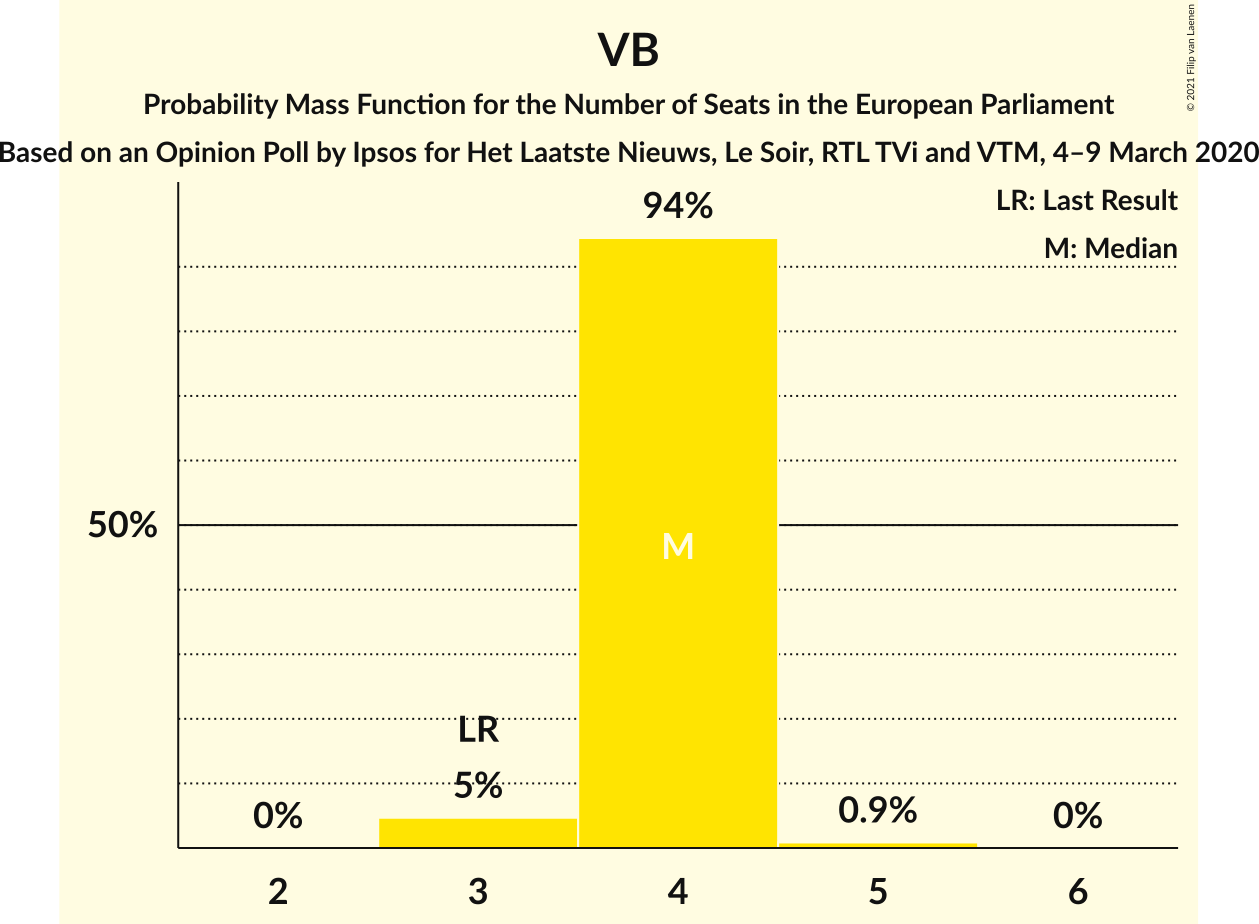 VB
Probability Mass Function for the Number of Seats in the European Parliament
Based on an Opinion Poll by Ipsos for Het Laatste Nieuws, Le Soir, RTL TVi and VTM, 4–9 March 2020
© 2021 Filip van Laenen
LR: Last Result
M: Median
94%
50%
M
LR
5%
0%
0.9%
0%
2
3
4
5
6